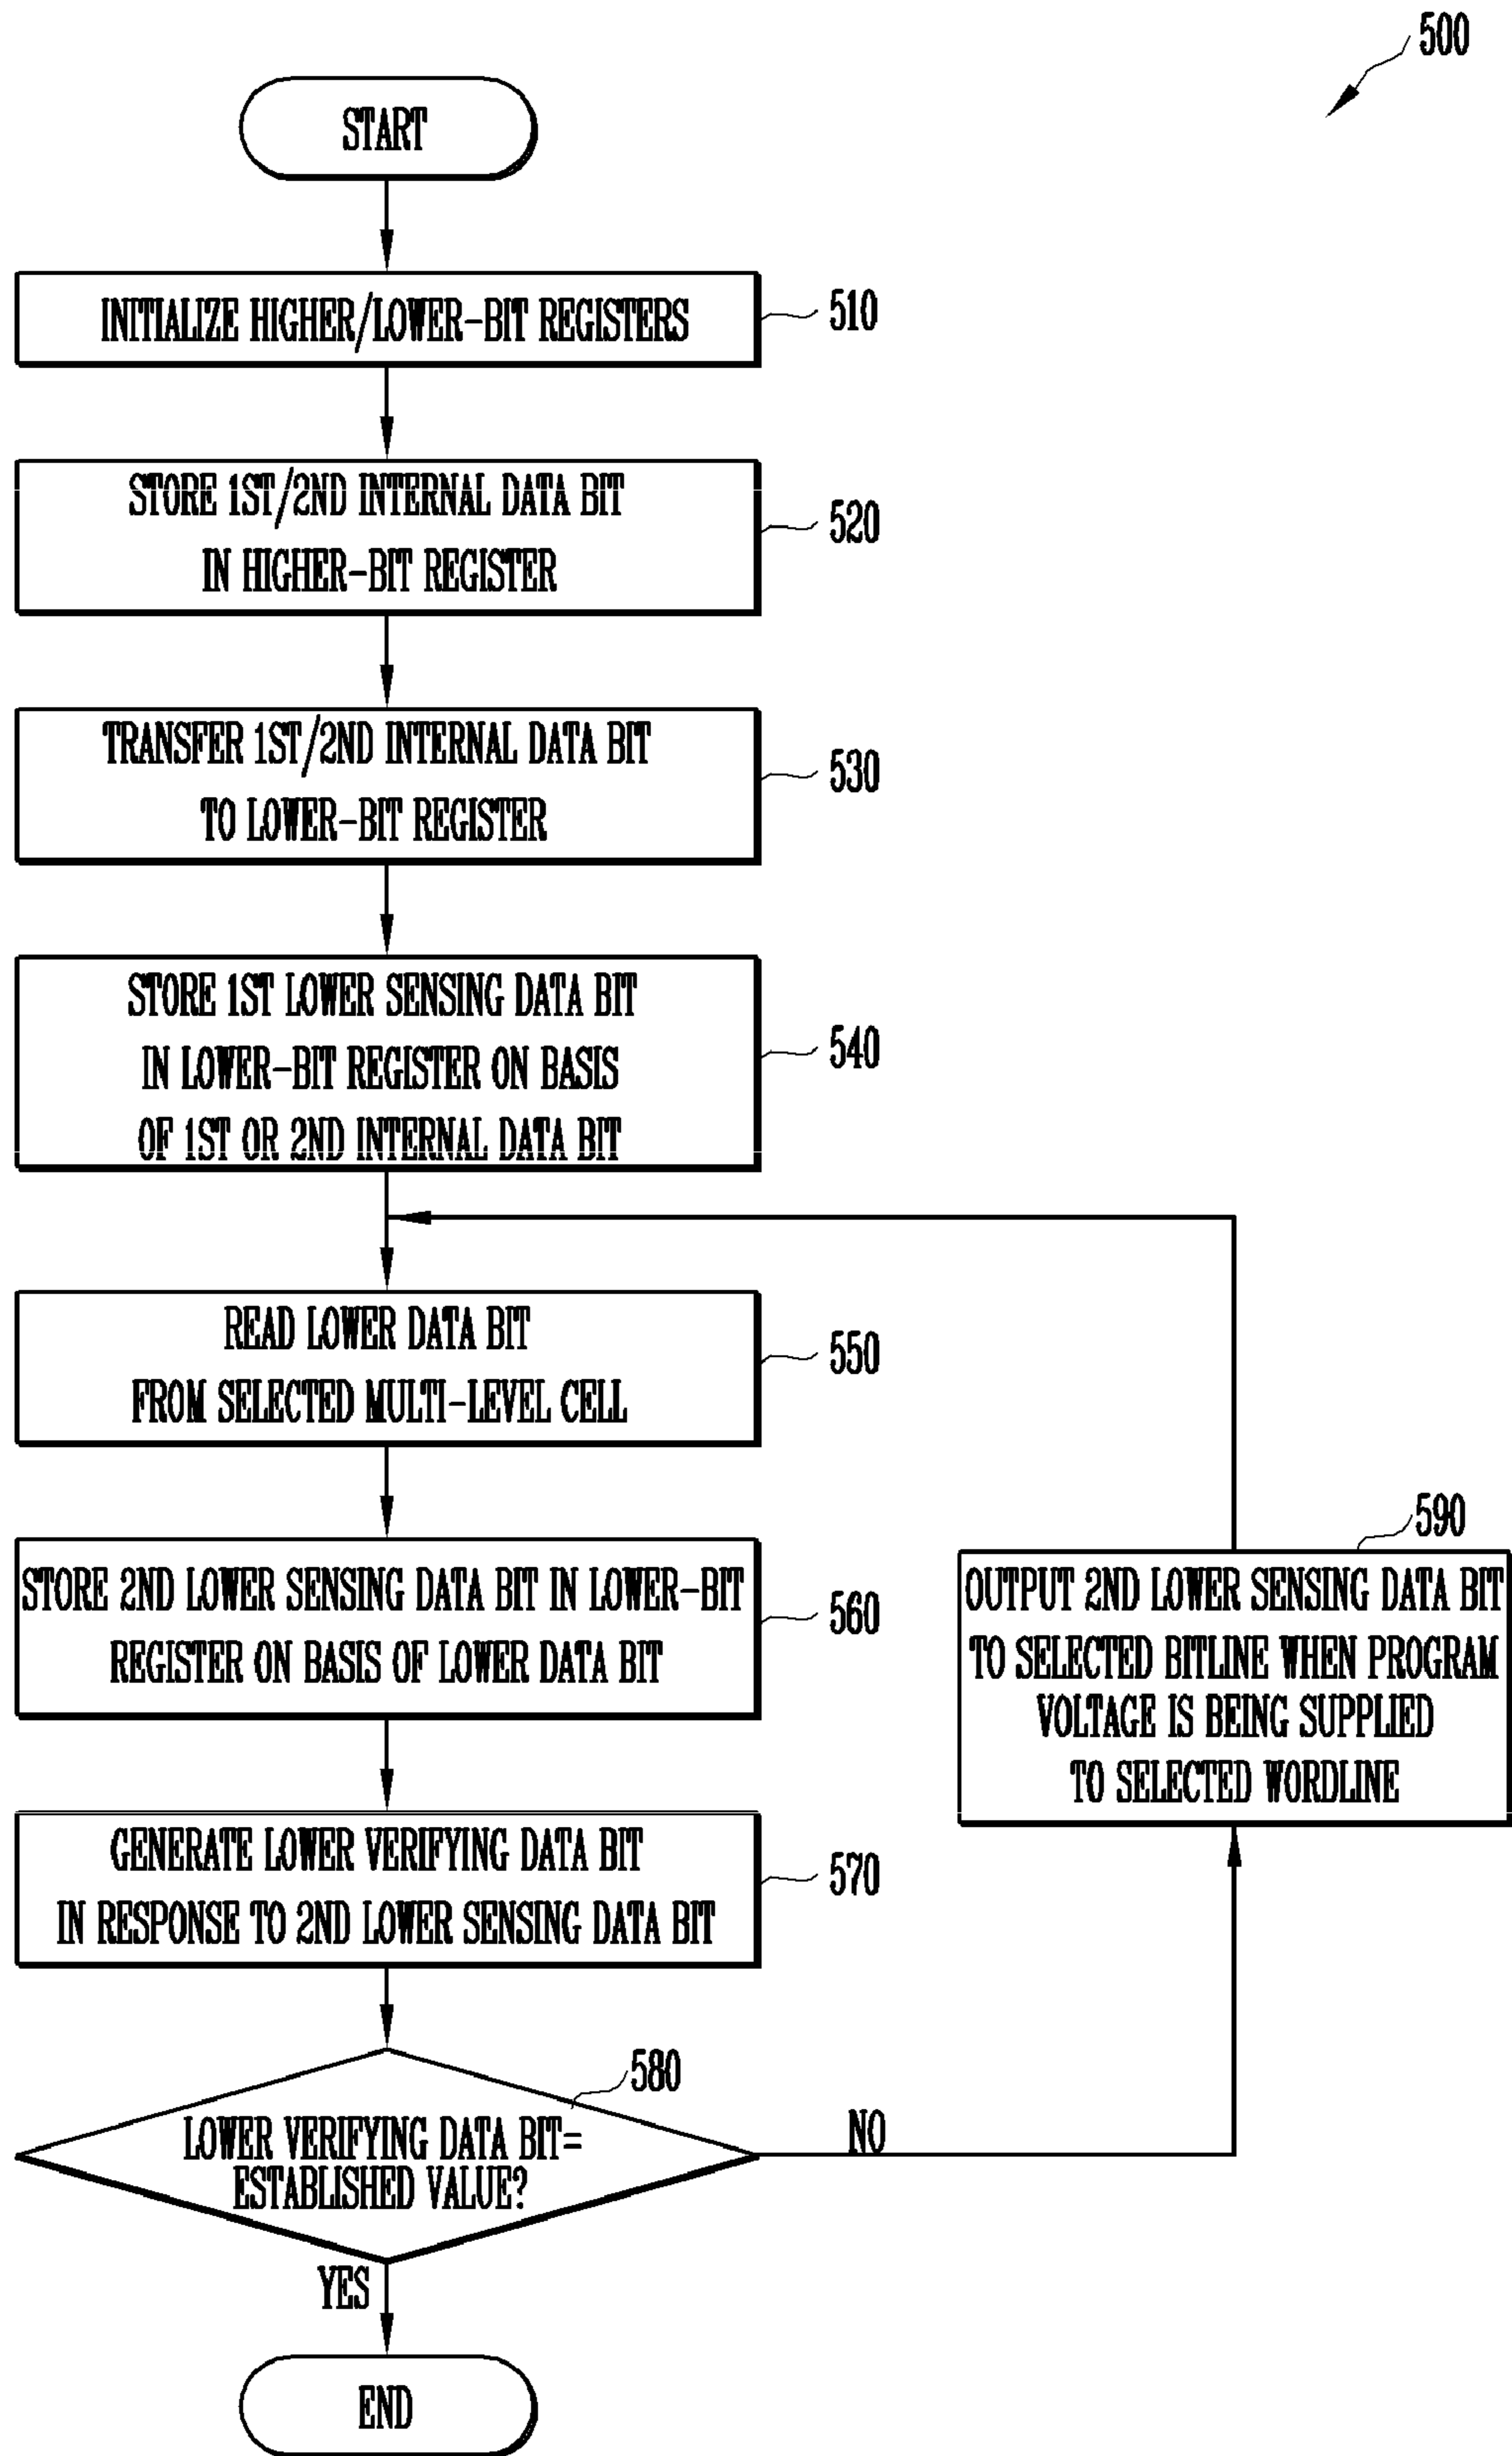 500
START
INITIALIZE HIGHER/LOWER-BIT REGISTERS
510
STORE 1ST/2ND INTERNAL DATA BIT
IN HIGHER-BIT REGISTER
520
TRANSFER 1ST/2ND INTERNAL DATA BIT
TO LOWER-BIT REGISTER
530
STORE 1ST LOWER SENSING DATA BIT
IN LOWER-BIT REGISTER ON BASIS
OF 1ST OR 2ND INTERNAL DATA BIT
540
READ LOWER DATA BIT
FROM SELECTED MULTI-LEVEL CELL
550
STORE 2ND LOWER SENSING DATA BIT IN LOWER-BIT
REGISTER ON BASIS OF LOWER DATA BIT
560
590
OUTPUT 2ND LOWER SENSING DATA BIT
TO SELECTED BITLINE WHEN PROGRAM
VOLTAGE IS BEING SUPPLIED
TO SELECTED WORDLINE
GENERATE LOWER VERIFYING DATA BIT
IN RESPONSE TO 2ND LOWER SENSING DATA BIT
570
580
LOWER VERIFYING DATA BIT=
ESTABLISHED VALUE?
NO
YES
END